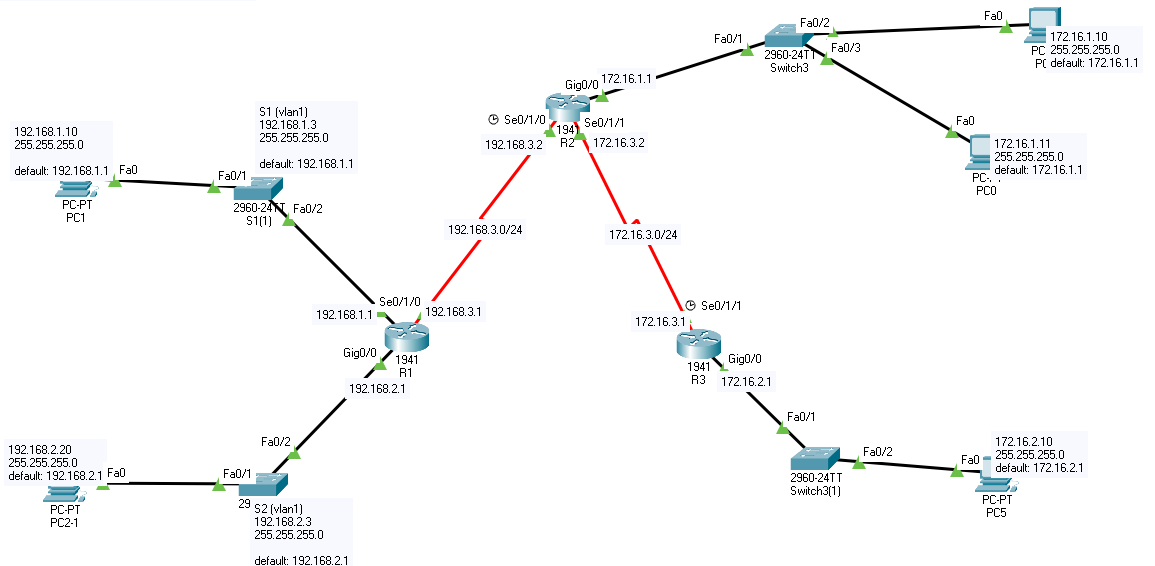 Fa0/2
Fa0
Fa0/1
Fa0/3
2960-24TT
Switch3
PC
172.16.1.10
255.255.255.0
default: 172.16.1.1
Gig0/0
172.16.1.1
S1 (vlan1)
192.168.1.3
255.255.255.0
default: 192.168.1.1
Se0/1/0
1941
R2
Se0/1/1
192.168.3.2
172.16.3.2
Fa0
172.16.1.11
255.255.255.0
default: 172.16.1.1
PC0
192.168.1.10
255.255.255.0
default: 192.168.1.1
Fa0
PC-PT
PC1
Fa0/1
2960-24TT
S1(1)
Fa0/2
192.168.3.0/24
172.16.3.0/24
Se0/1/0
192.168.1.1
192.168.3.1
1941
R1
Gig0/0
192.168.2.1
Se0/1/1
172.16.3.1
1941
R3
Gig0/0
172.16.2.1
192.168.2.20
255.255.255.0
default: 192.168.2.1
Fa0
PC-PT
PC2-1
Fa0/2
Fa0/1
29
S2 (vlan1)
192.168.2.3
255.255.255.0
default: 192.168.2.1
Fa0/1
2960-24TT
Switch3(1)
Fa0/2
Fa0
172.16.2.10
255.255.255.0
default: 172.16.2.1
PC-PT
PC5